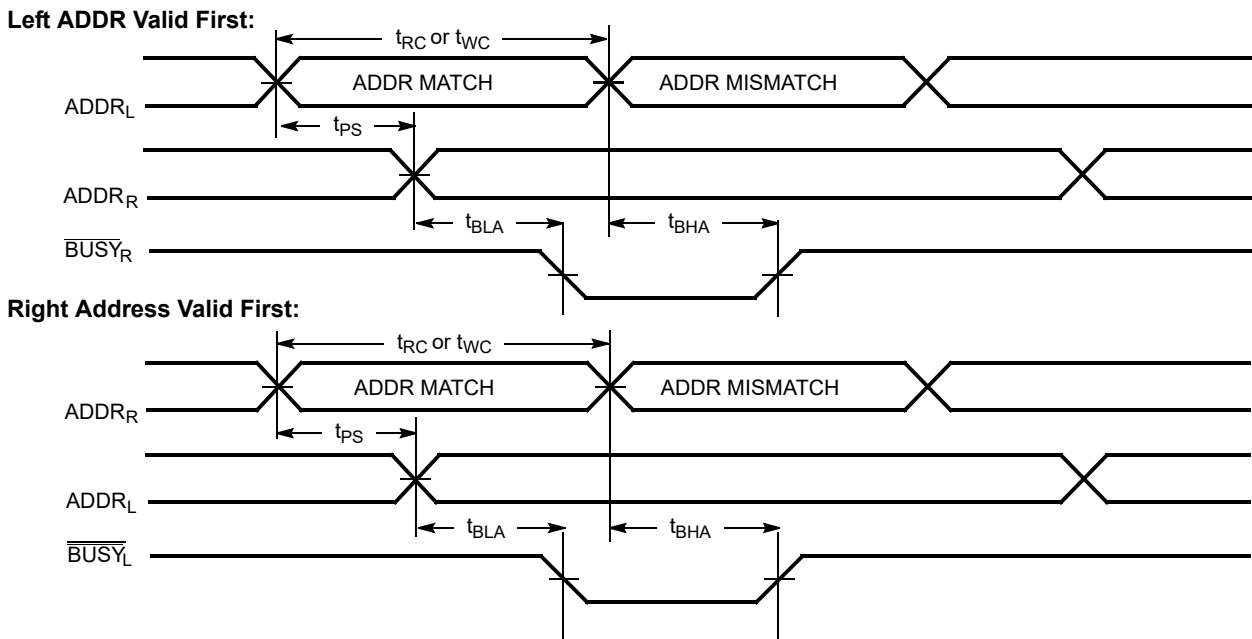 Left ADDR Valid First:
tRC or tWC
ADDR MATCH
ADDR MISMATCH
ADDRL
tPS
ADDRR
tBLA
tBHA
BUSYR
Right Address Valid First:
tRC or tWC
ADDR MATCH
ADDR MISMATCH
ADDRR
tPS
ADDRL
tBLA
tBHA
BUSYL